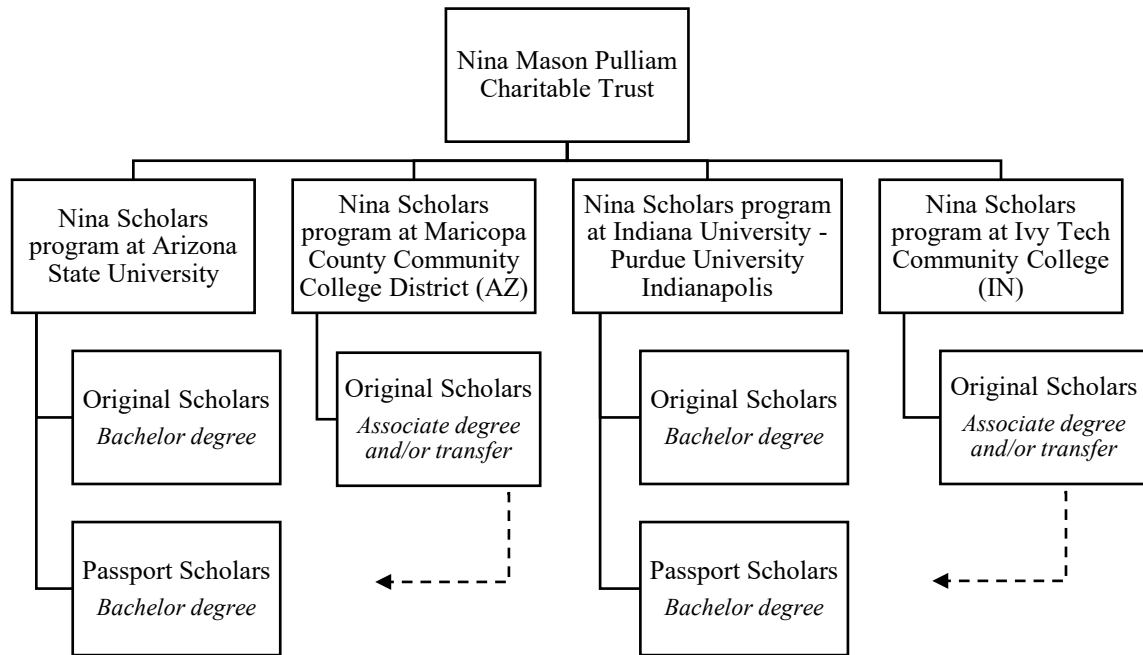 Nina Mason Pulliam
Charitable Trust
Nina Scholars
program at Arizona
State University
Nina Scholars
program at Maricopa
County Community
College District (AZ)
Nina Scholars program
at Indiana University -
Purdue University
Indianapolis
Nina Scholars
program at Ivy Tech
Community College
(IN)
Original Scholars
Bachelor degree
Original Scholars
Associate degree
and/or transfer
Original Scholars
Bachelor degree
Original Scholars
Associate degree
and/or transfer
Passport Scholars
Bachelor degree
Passport Scholars
Bachelor degree